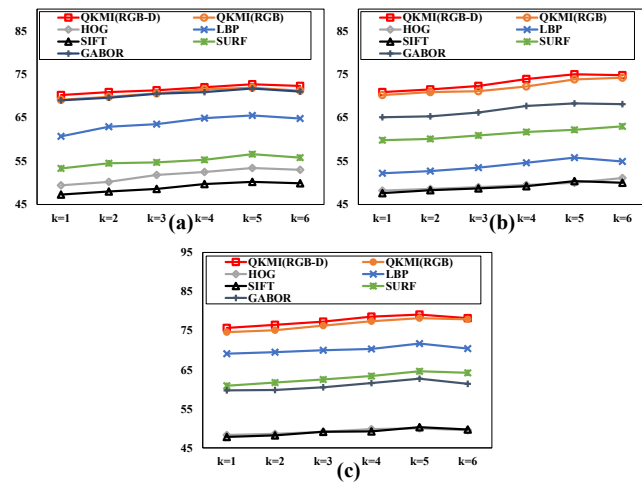 QKMI(RGB-D) QKMI(RGB)
HOG LBP
SIFT SURF
GABOR
95
85
75
65
55
45
k=1 k=2 k=3 k=4 k=5 k=6
(a)
QKMI(RGB-D) QKMI(RGB)
HOG LBP
SIFT SURF
GABOR
95
85
75
65
55
45
k=1 k=2 k=3 k=4 k=5 k=6
(b)
95
QKMI(RGB-D) QKMI(RGB)
HOG LBP
SIFT SURF
GABOR
85
75
65
55
45
k=1 k=2 k=3 k=4 k=5 k=6
(c)